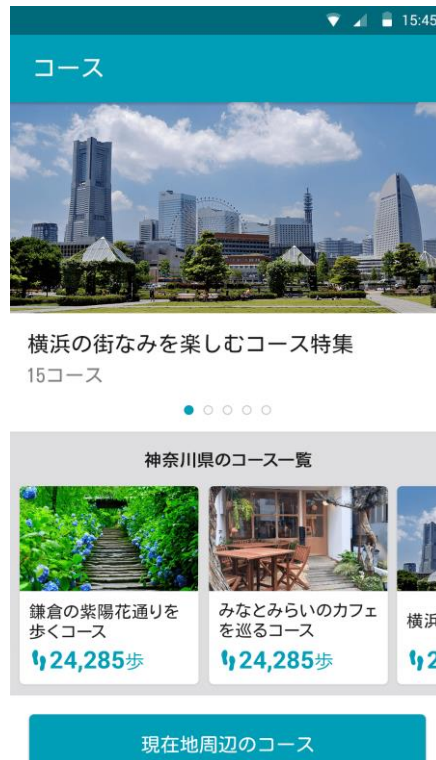 15:45
コース
横浜の街なみを楽しむコース特集
15コース
神奈川県のコース一覧
鎌倉の紫陽花通りを
歩くコース
24,285歩
みなとみらいのカフェ
を巡るコース
24,285歩
横浜
2
現在地周辺のコース